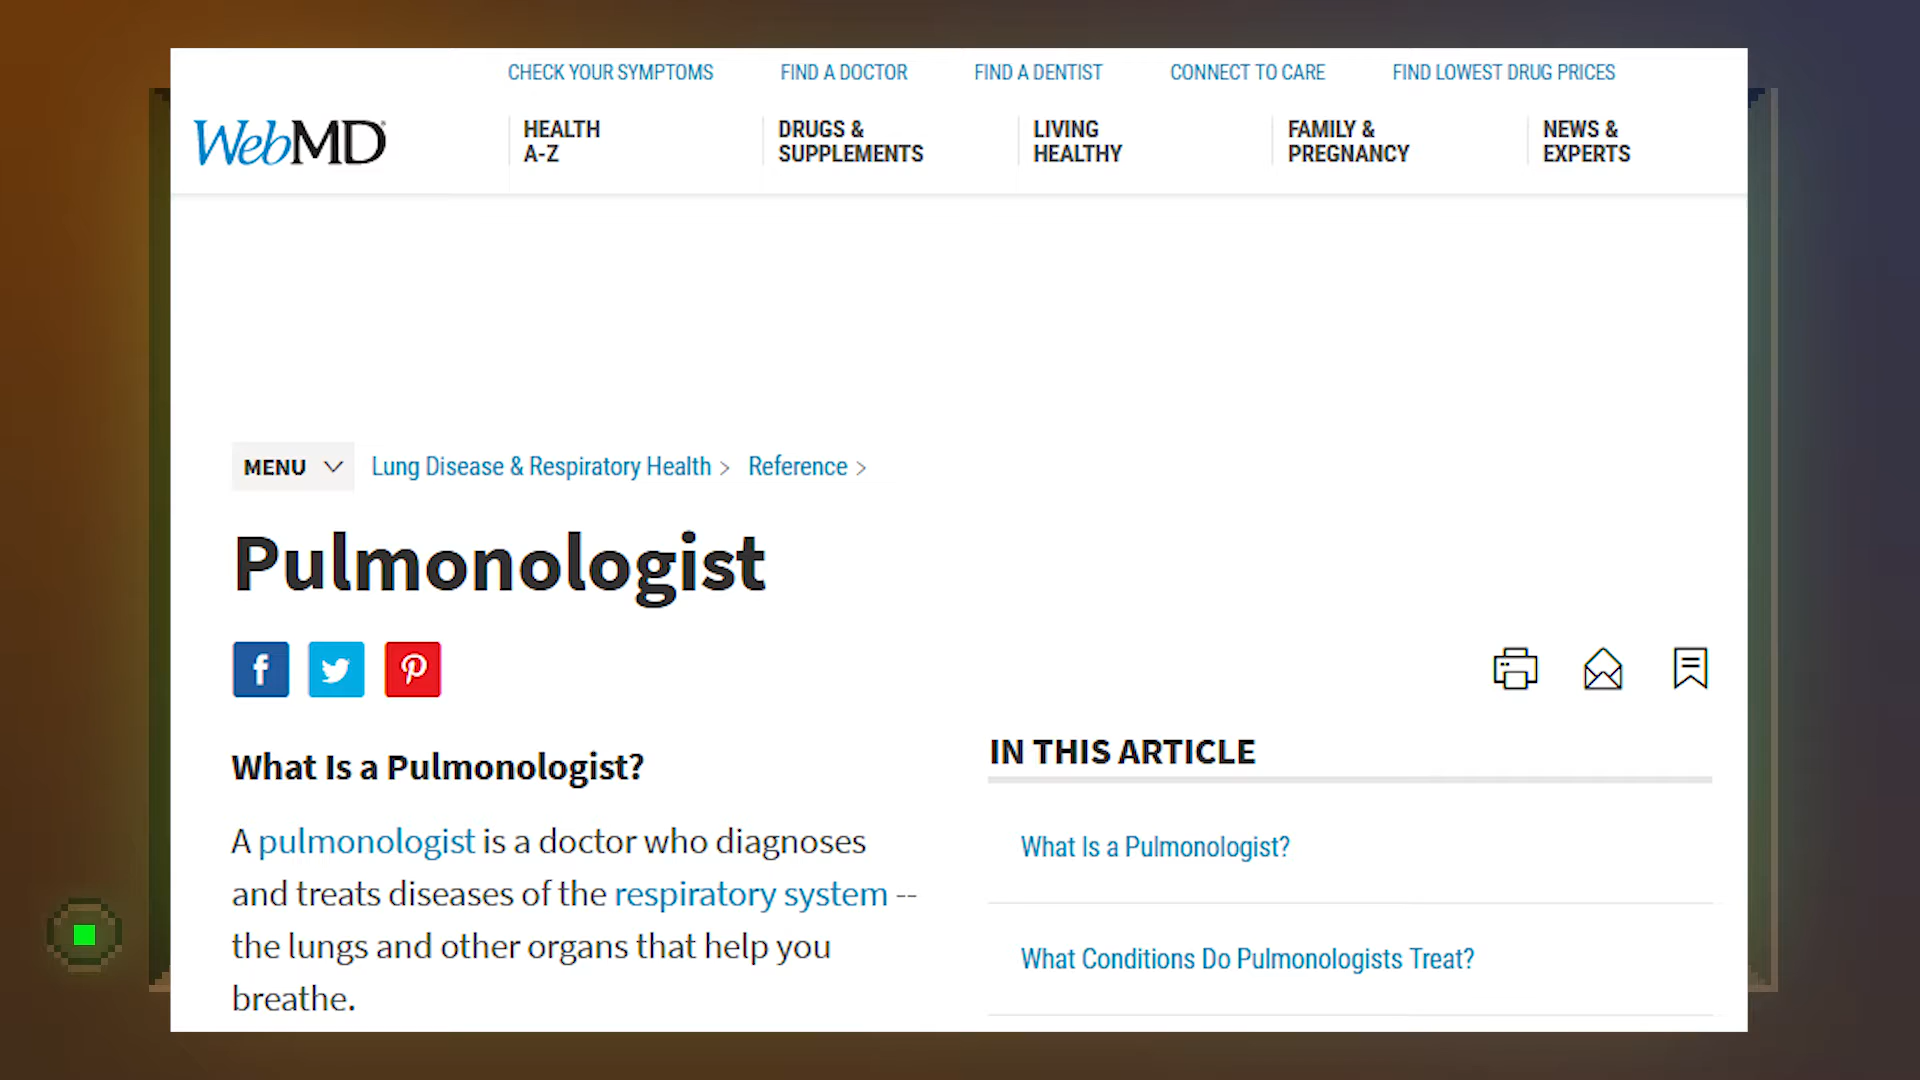 CHECK YOUR SYMPTOMS FIND A DOCTOR FIND A DENTIST CONNECT TO CARE FIND LOWEST DRUG PRICES
WebMD
HEALTH
A-Z
DRUGS &
SUPPLEMENTS
LIVING
HEALTHY
FAMILY &
PREGNANCY
NEWS &
EXPERTS
MENU Lung Disease & Respiratory Health > Reference >
Pulmonologist
What Is a Pulmonologist?
A pulmonologist is a doctor who diagnoses
and treats diseases of the respiratory system --
the lungs and other organs that help you
breathe.
IN THIS ARTICLE
What Is a Pulmonologist?
What Conditions Do Pulmonologists Treat?